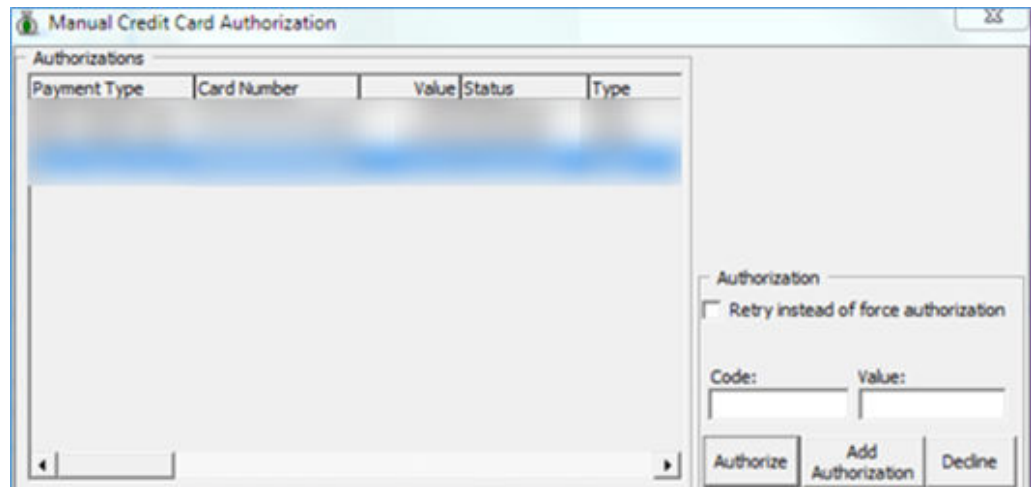 Manual Credit Card Authorization
Authorizations
Payment Type Card Number Value Status Type
Authorization
Retry instead of force authorization
Code: Value:
Authorize Add Authorization Decline